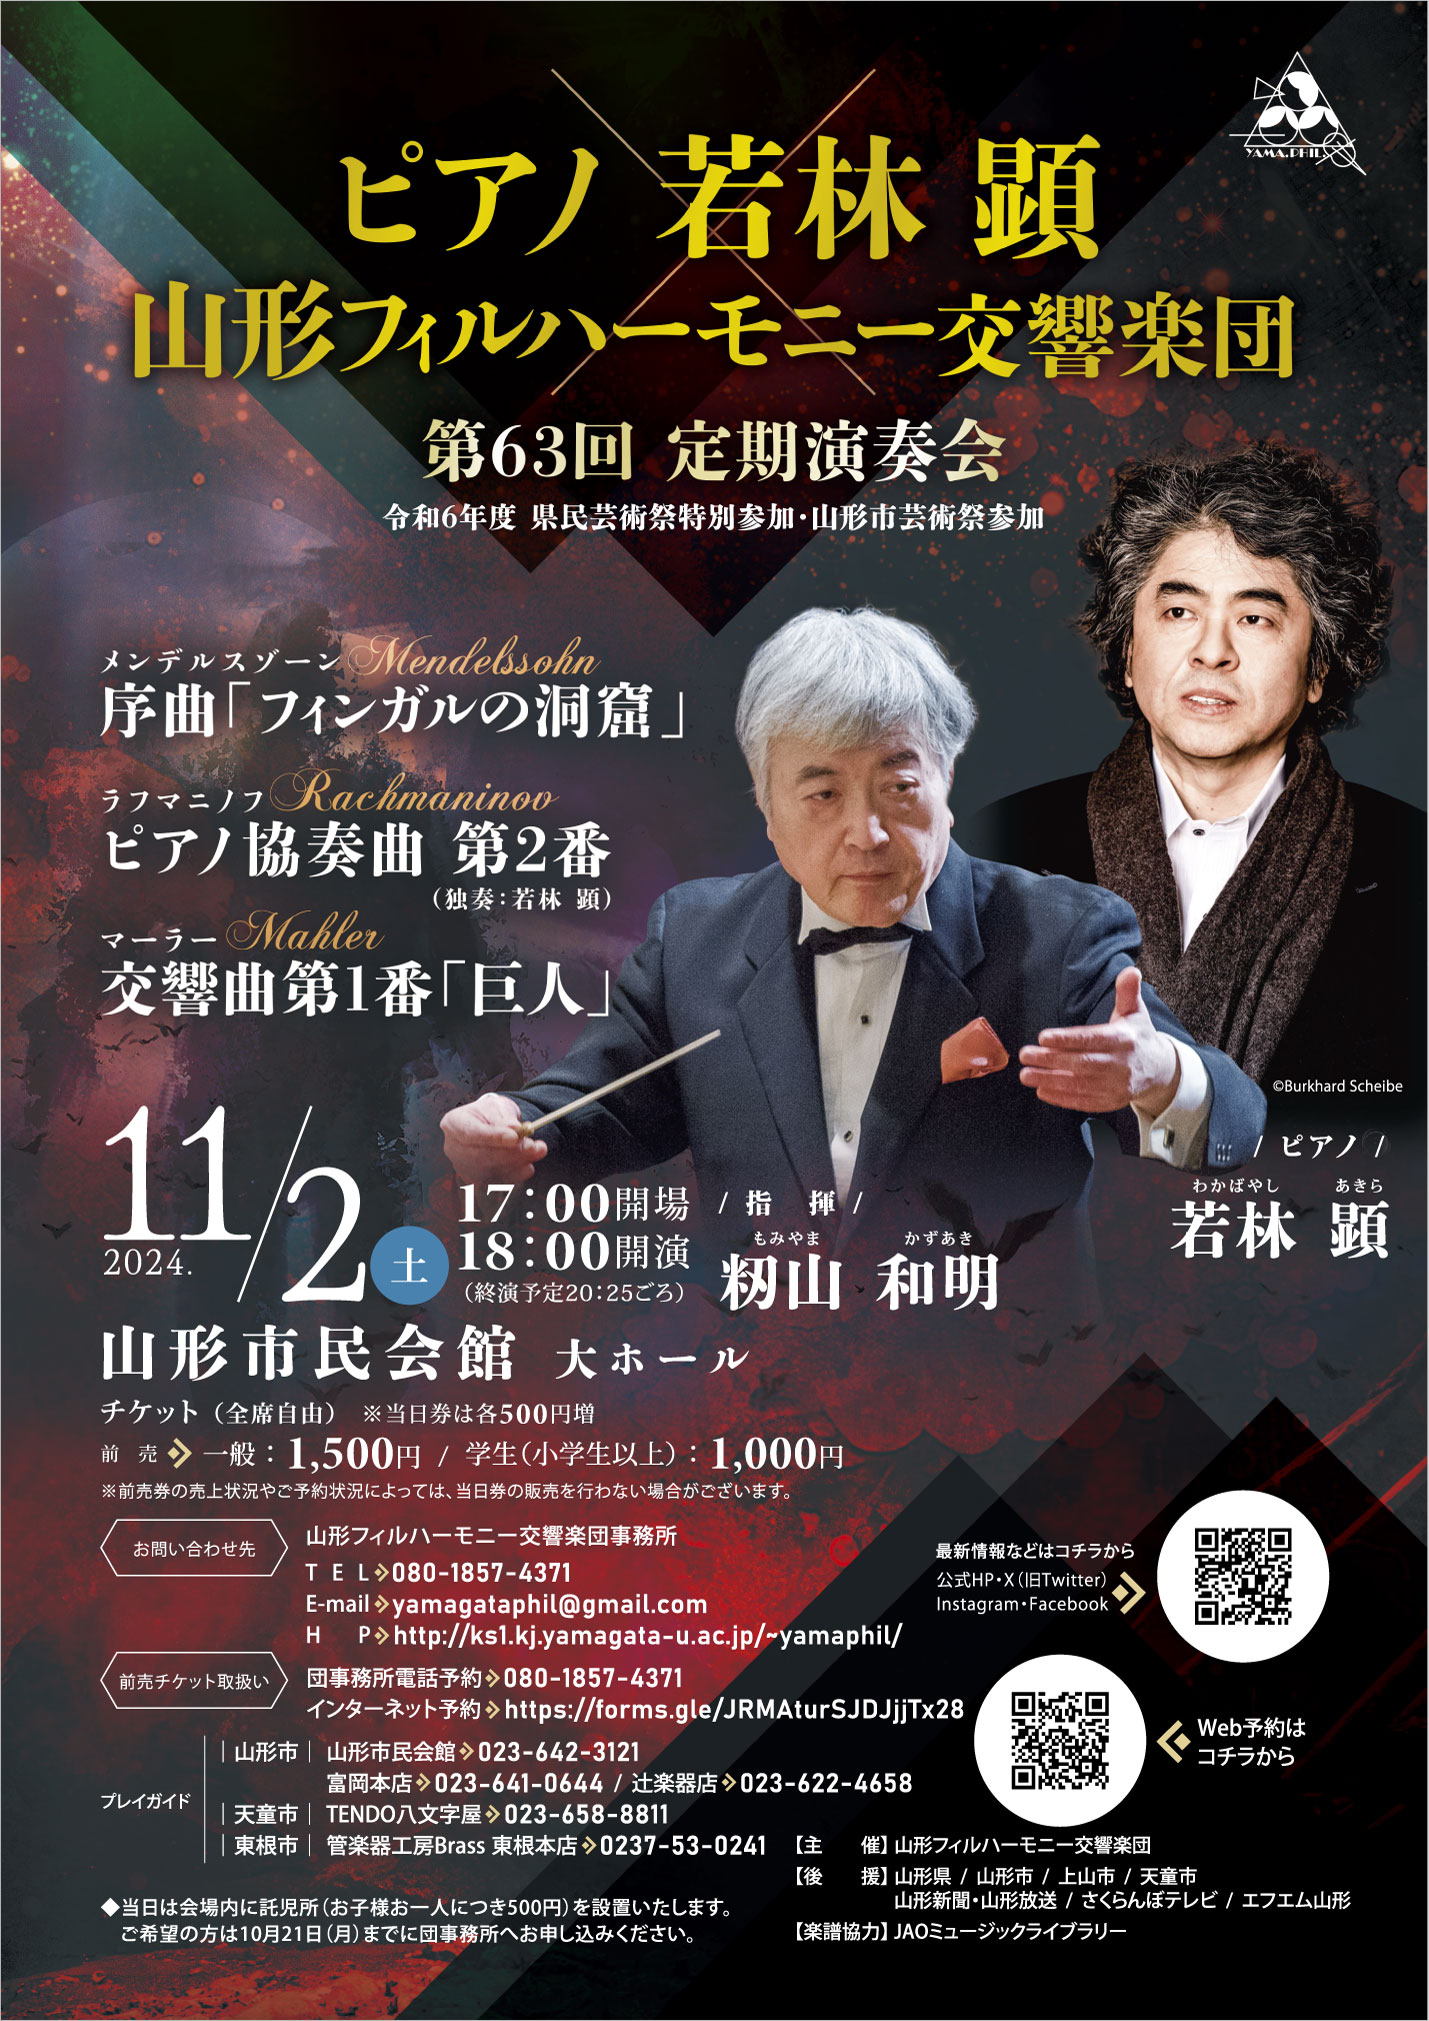 YAMA.PHIL.
ピアノ 若林 顕
山形フィルハーモニー交響楽団
第63回 定期演奏会
令和6年度 県民芸術祭特別参加・山形市芸術祭参加
メンデルスゾーン Mendelssohn
序曲「フィンガルの洞窟」
ラフマニノフ Rachmaninov
ピアノ協奏曲 第2番
（独奏：若林 顕）
マーラー Mahler
交響曲第1番「巨人」
©Burkhard Scheibe
/ ピアノ /
わかばやし あきら
若林 顕
/ 指 揮 /
もみやま かずあき
籾山 和明
11/2 土
2024.
17：00開場
18：00開演
（終演予定20：25ごろ）
山形市民会館 大ホール
チケット（全席自由） ※当日券は各500円増
前 売 一般：1,500円 / 学生（小学生以上）：1,000円
※前売券の売上状況やご予約状況によっては、当日券の販売を行わない場合がございます。
お問い合わせ先
山形フィルハーモニー交響楽団事務所
T E L 080-1857-4371
E-mail yamagataphil@gmail.com
H P http://ks1.kj.yamagata-u.ac.jp/~yamaphil/
最新情報などはコチラから
公式HP・X（旧Twitter）
Instagram・Facebook
前売チケット取扱い
団事務所電話予約 080-1857-4371
インターネット予約 https://forms.gle/JRMAturSJDJjjTx28
Web予約は
コチラから
プレイガイド
｜山形市｜ 山形市民会館 023-642-3121
富岡本店 023-641-0644 / 辻楽器店 023-622-4658
｜天童市｜ TENDO八文字屋 023-658-8811
｜東根市｜ 管楽器工房Brass 東根本店 0237-53-0241
◆当日は会場内に託児所（お子様お一人につき500円）を設置いたします。
ご希望の方は10月21日（月）までに団事務所へお申し込みください。
【主 催】山形フィルハーモニー交響楽団
【後 援】山形県 / 山形市 / 上山市 / 天童市
山形新聞・山形放送 / さくらんぼテレビ / エフエム山形
【楽譜協力】JAOミュージックライブラリー